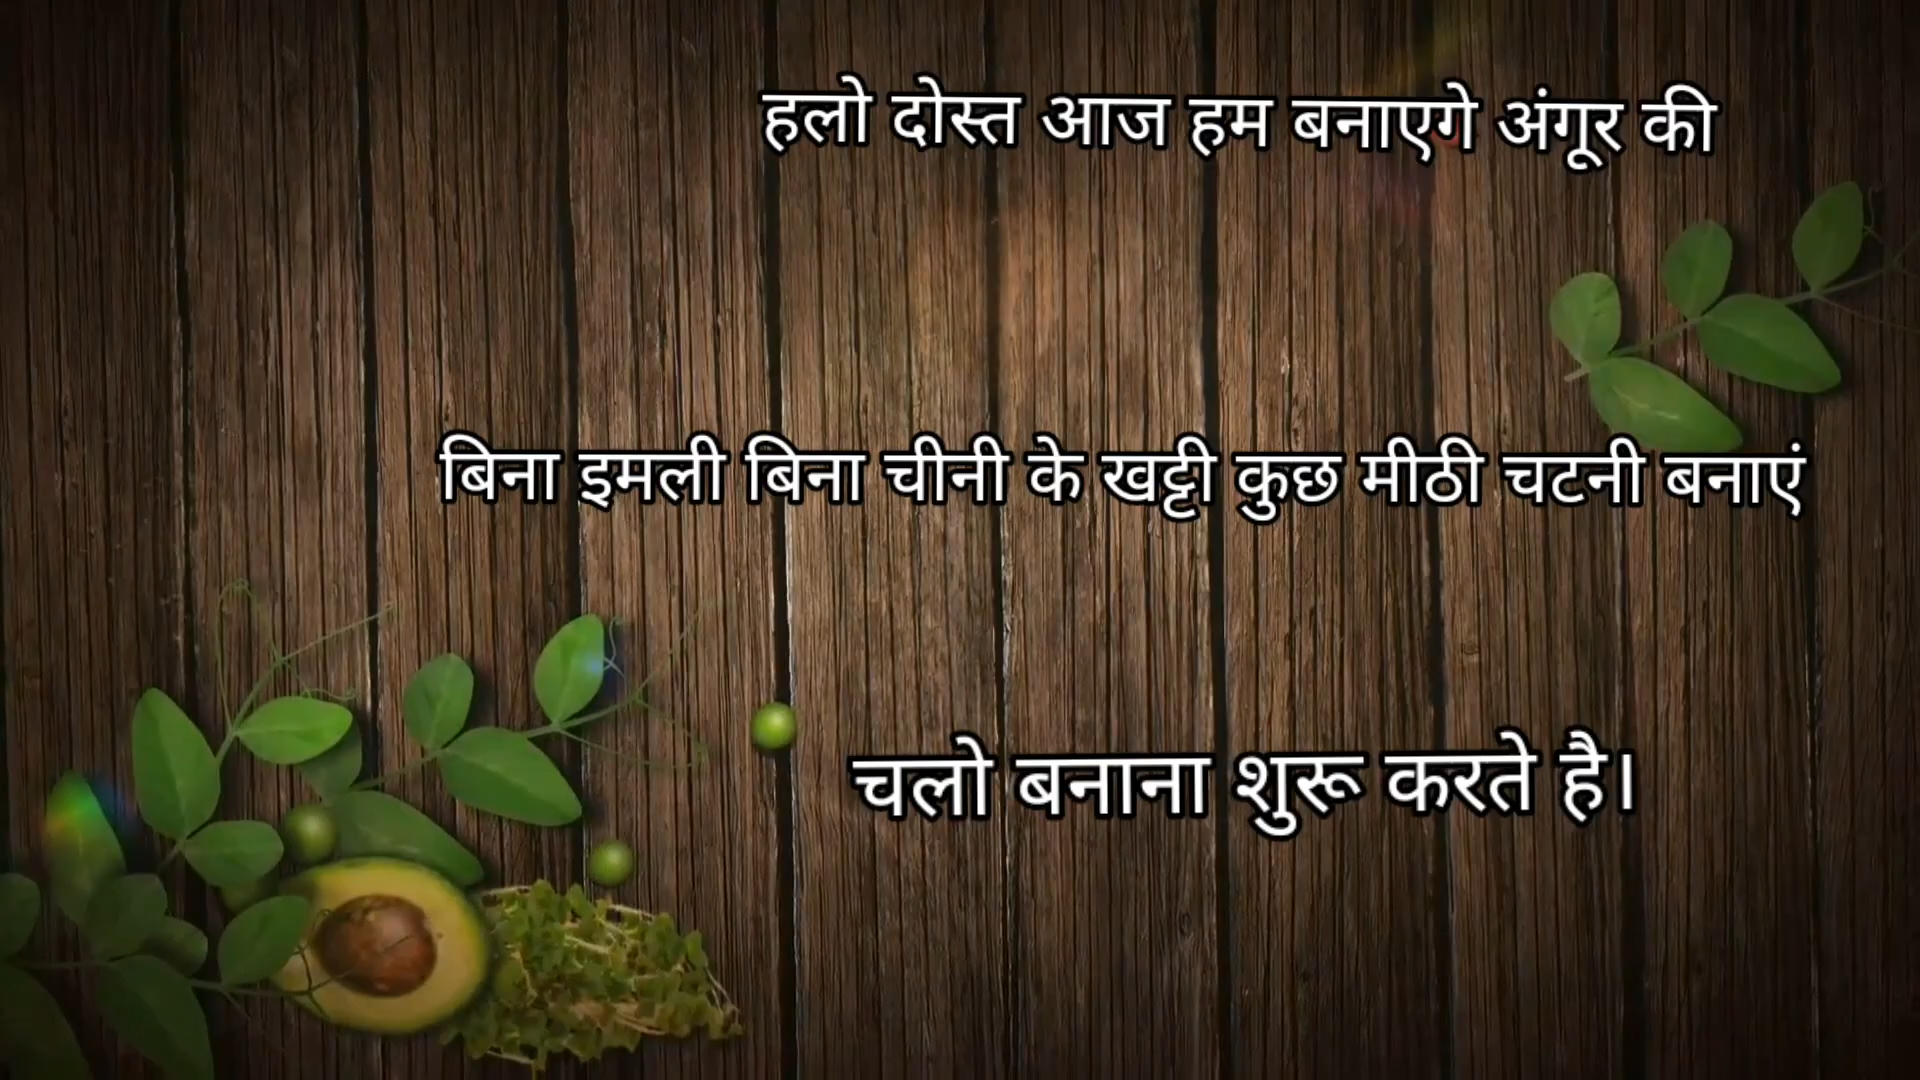 हलो दोस्त आज हम बनाएगे अंगूर की
बिना इमली बिना चीनी के खट्टी कुछ मीठी चटनी बनाएं
चलो बनाना शुरू करते है।